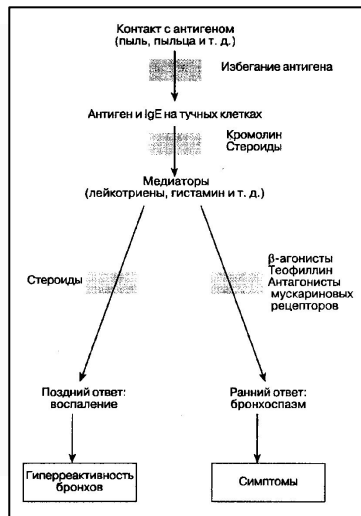 Контакт с антигеном
(пыль, пыльца и т. д.)
Избегание антигена
Антиген и IgE на тучных клетках
Кромолин
Стероиды
Медиаторы
(лейкотриены, гистамин и т. д.)
Стероиды
β-агонисты
Теофиллин
Антагонисты
мускариновых
рецепторов
Поздний ответ:
воспаление
Ранний ответ:
бронхоспазм
Гиперреактивность
бронхов
Симптомы